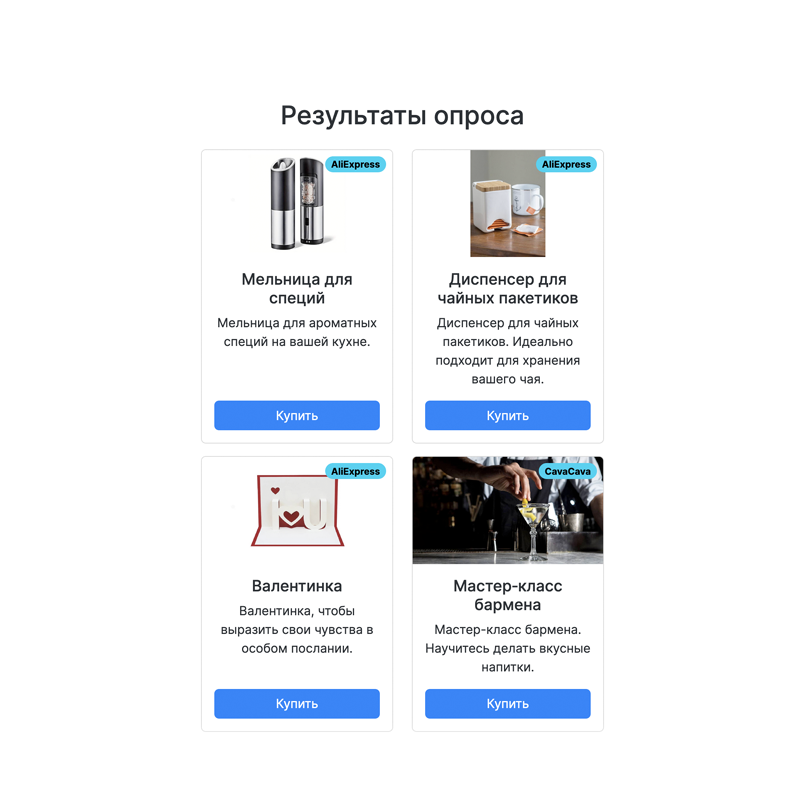 Результаты опроса
AliExpress
Мельница для
специй
Мельница для ароматных
специй на вашей кухне.
Купить
AliExpress
Диспенсер для
чайных пакетиков
Диспенсер для чайных
пакетиков. Идеально
подходит для хранения
вашего чая.
Купить
AliExpress
I U
Валентинка
Валентинка, чтобы
выразить свои чувства в
особом послании.
Купить
CavaCava
Мастер-класс
бармена
Мастер-класс бармена.
Научитесь делать вкусные
напитки.
Купить